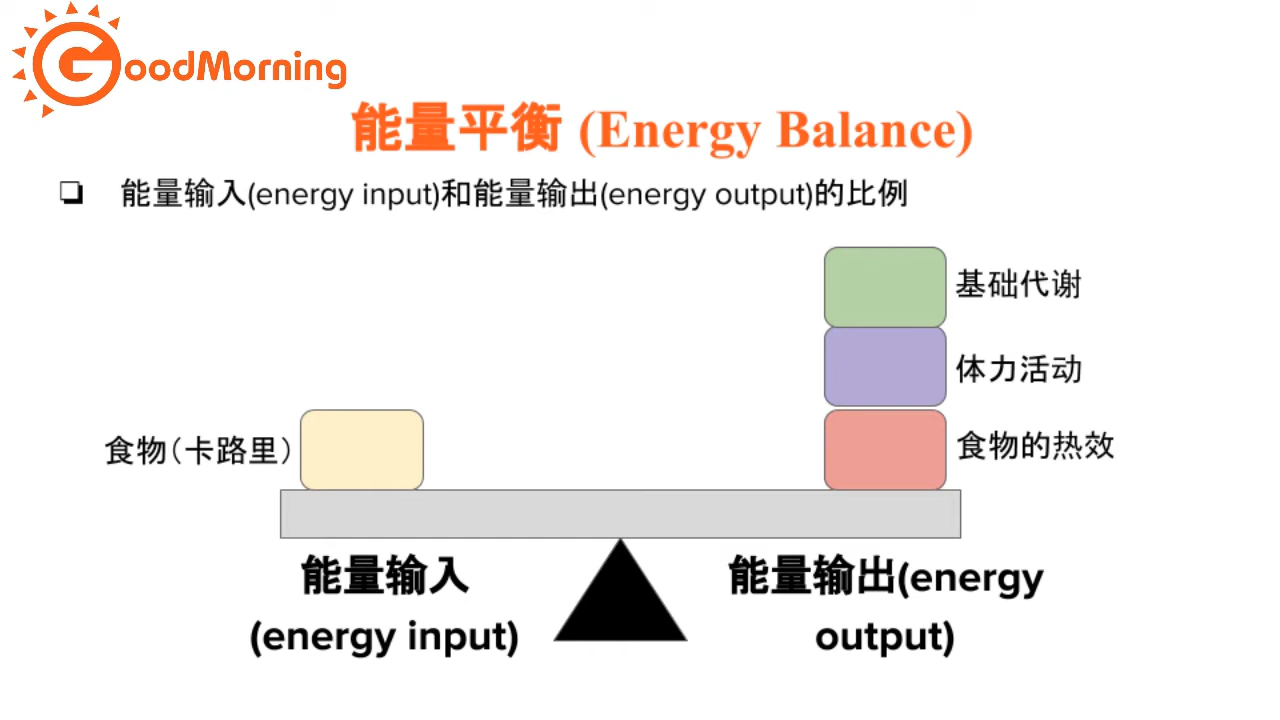 GoodMorning
能量平衡 (Energy Balance)
❏ 能量输入(energy input)和能量输出(energy output)的比例
基础代谢
体力活动
食物（卡路里）
食物的热效
能量输入
(energy input)
能量输出(energy
output)